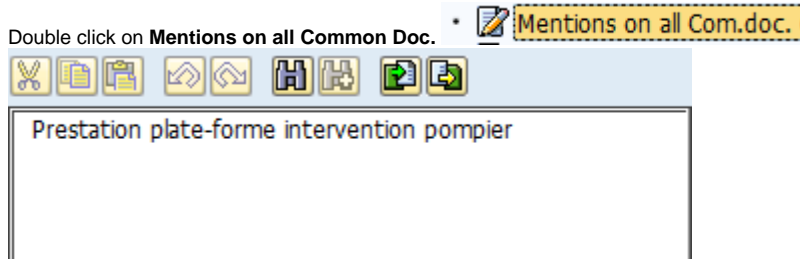 Double click on Mentions on all Common Doc. Mentions on all Com.doc.
Prestation plate-forme intervention pompier